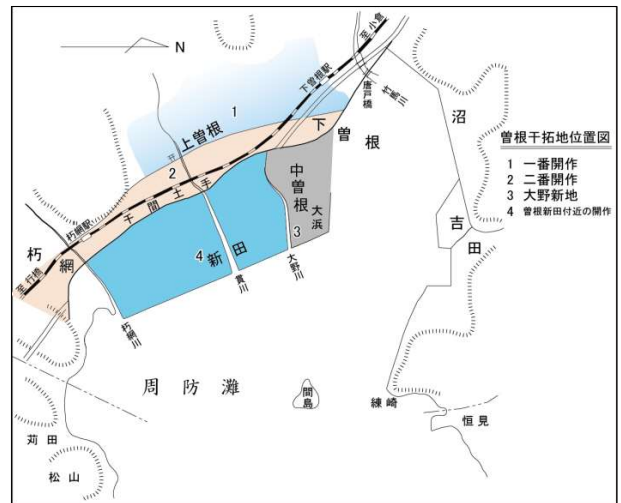 N
至小倉
下曽根駅
唐戸橋
竹馬川
沼
1
上曽根
下
曽根
曽根干拓地位置図
1 一番開作
2 二番開作
3 大野新地
4 曽根新田付近の開作
2
千間土手
中曽根
大浜
3
吉
田
朽網駅
朽網
至行橋
4
新田
貫川
大野川
朽網川
周防灘
間島
練崎
恒見
苅田
松山